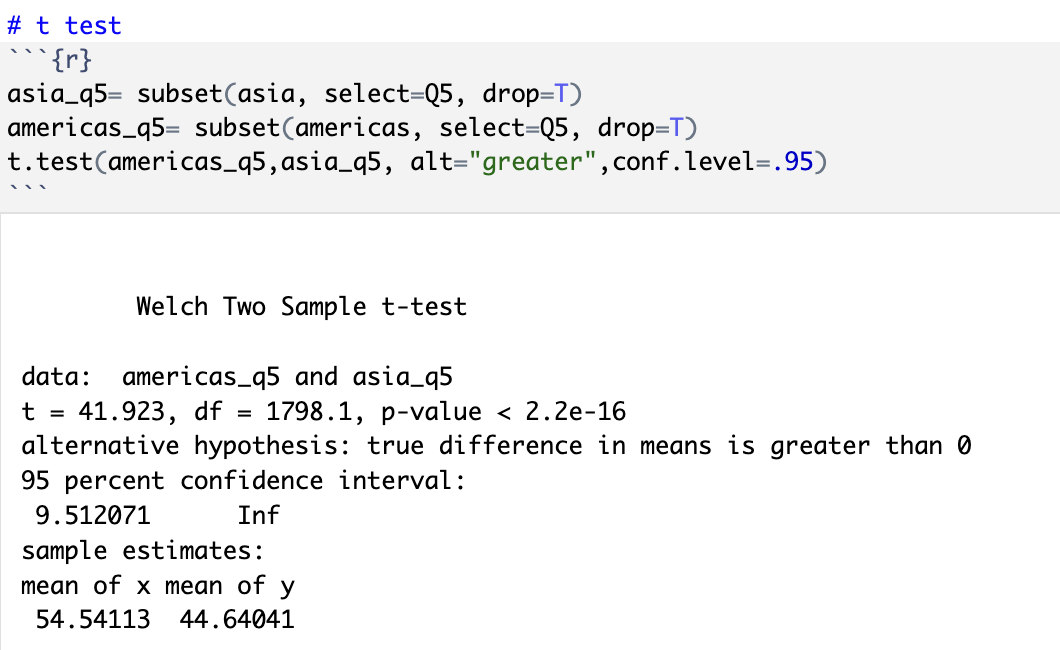 # t test
```{r}
asia_q5= subset(asia, select=Q5, drop=T)
americas_q5= subset(americas, select=Q5, drop=T)
t.test(americas_q5,asia_q5, alt="greater",conf.level=.95)
```
Welch Two Sample t-test
data:  americas_q5 and asia_q5
t = 41.923, df = 1798.1, p-value < 2.2e-16
alternative hypothesis: true difference in means is greater than 0
95 percent confidence interval:
9.512071      Inf
sample estimates:
mean of x mean of y
54.54113  44.64041